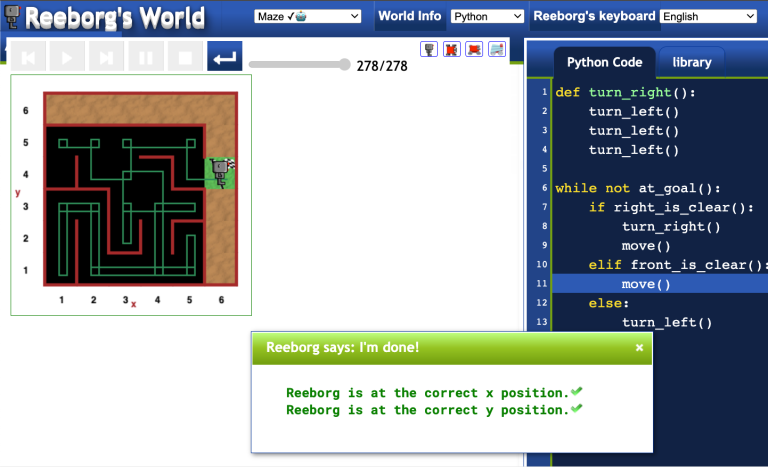 Reeborg's World
Maze ✓
World Info
Python
Reeborg's keyboard
English
278/278
Python Code
library
6
5
4
y
3
2
1
1 2 3 x 4 5 6
1 def turn_right():
2 turn_left()
3 turn_left()
4 turn_left()
5
6 while not at_goal():
7 if right_is_clear():
8 turn_right()
9 move()
10 elif front_is_clear():
11 move()
12 else:
13 turn_left()
Reeborg says: I'm done!
×
Reeborg is at the correct x position.✓
Reeborg is at the correct y position.✓